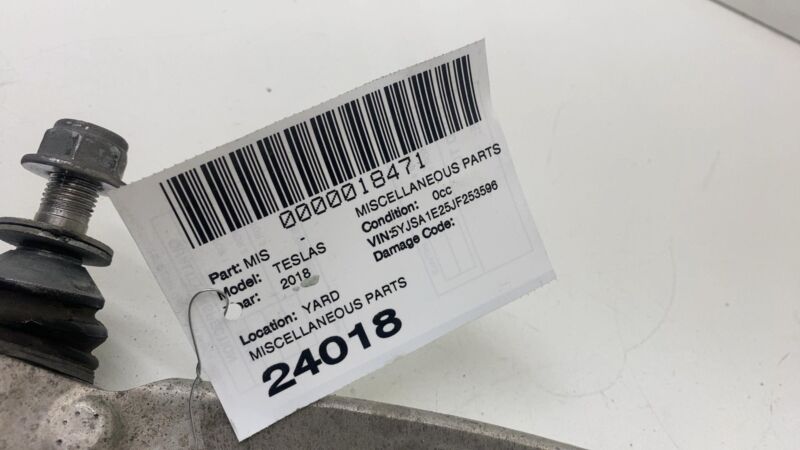 0000018471
Part: MIS - MISCELLANEOUS PARTS
Model: TESLAS Condition: 0cc
ear: 2018 VIN:5YJSA1E25JF253596
Damage Code:
Location: YARD
MISCELLANEOUS PARTS
24018